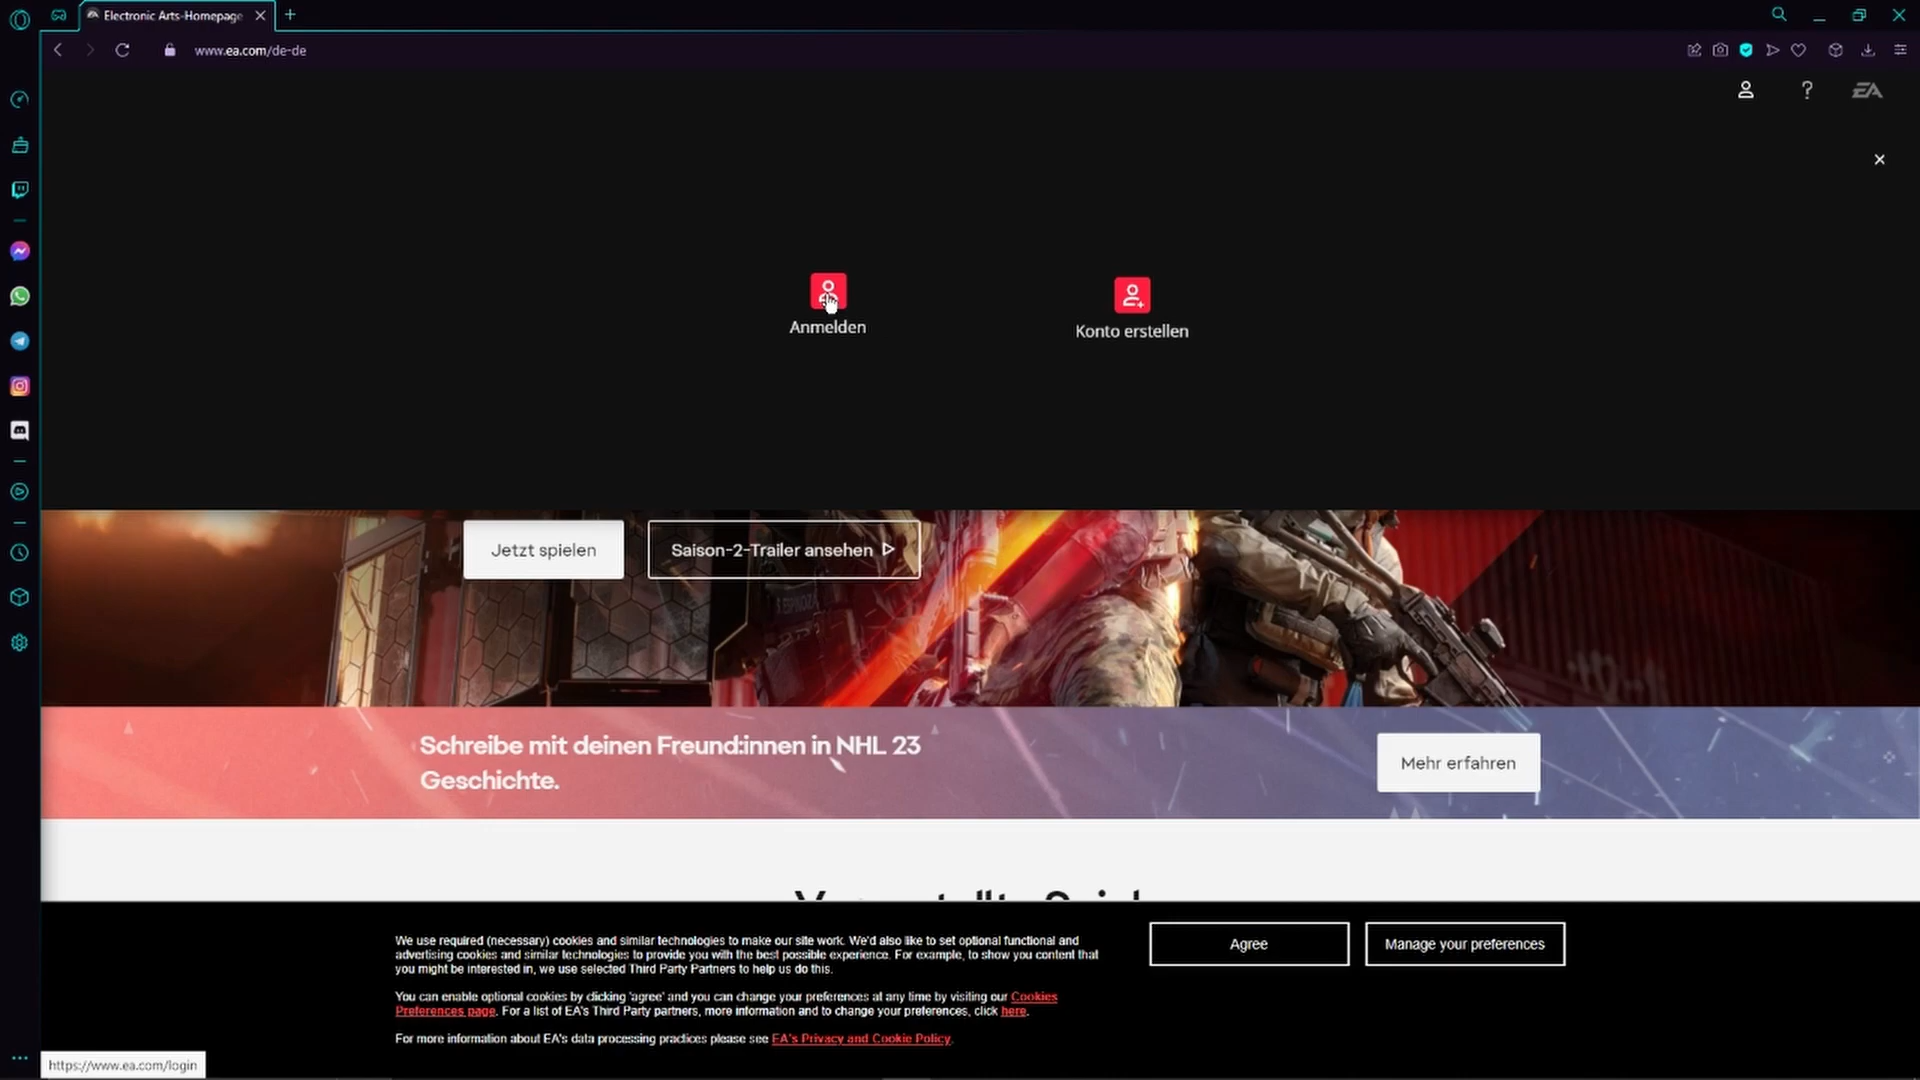 Electronic Arts-Homepage
www.ea.com/de-de
EA
Anmelden
Konto erstellen
Jetzt spielen
Saison-2-Trailer ansehen
Schreibe mit deinen Freund:innen in NHL 23
Geschichte.
Mehr erfahren
We use required (necessary) cookies and similar technologies to make our site work. We'd also like to set optional functional and
advertising cookies and similar technologies to provide you with the best possible experience. For example, to show you content that
you might be interested in, we use selected Third Party Partners to help us do this.
You can enable optional cookies by clicking 'agree' and you can change your preferences at any time by visiting our Cookies
Preferences page. For a list of EA's Third Party partners, more information and to change your preferences, click here.
For more information about EA's data processing practices please see EA's Privacy and Cookie Policy.
Agree
Manage your preferences
https://www.ea.com/login